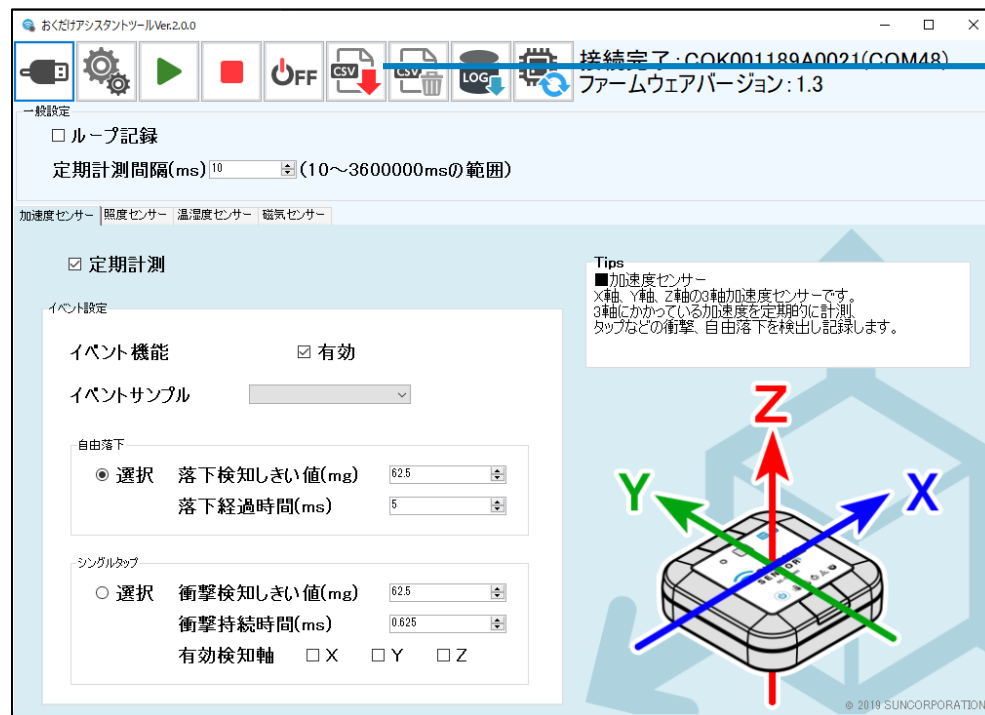 おくだけアシスタントツールVer.2.0.0
OFF
CSV
CSV
LOG
接続完了:COK001189A0021(COM48)
ファームウェアバージョン:1.3
一般設定
ループ記録
定期計測間隔(ms) 10 (10～3600000msの範囲)
加速度センサー 照度センサー 温湿度センサー 磁気センサー
定期計測
イベント設定
イベント機能 有効
イベントサンプル
自由落下
選択 落下検知しきい値(mg) 62.5
落下経過時間(ms) 5
シングルタップ
選択 衝撃検知しきい値(mg) 62.5
衝撃持続時間(ms) 0.625
有効検知軸 X Y Z
Tips
■加速度センサー
X軸、Y軸、Z軸の3軸加速度センサーです。
3軸にかかっている加速度を定期的に計測、
タップなどの衝撃、自由落下を検出し記録します。
Z
Y
X
© 2019 SUNCORPORATION